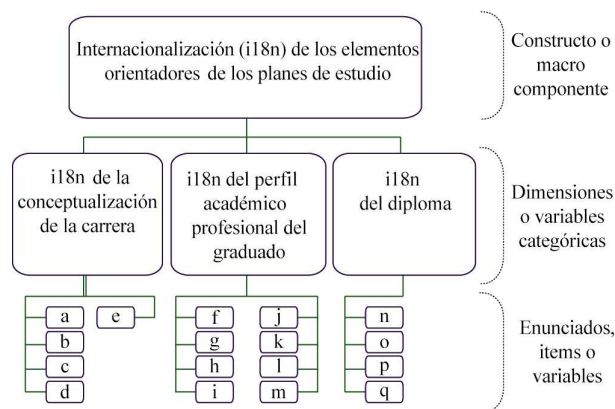 Internacionalización (i18n) de los elementos
orientadores de los planes de estudio
Constructo o
macro
componente
i18n de la
conceptualización
de la carrera
i18n del perfil
académico
profesional del
graduado
i18n
del diploma
Dimensiones
o variables
categóricas
a
e
b
c
d
f
j
g
k
h
l
i
m
n
o
p
q
Enunciados,
items o
variables